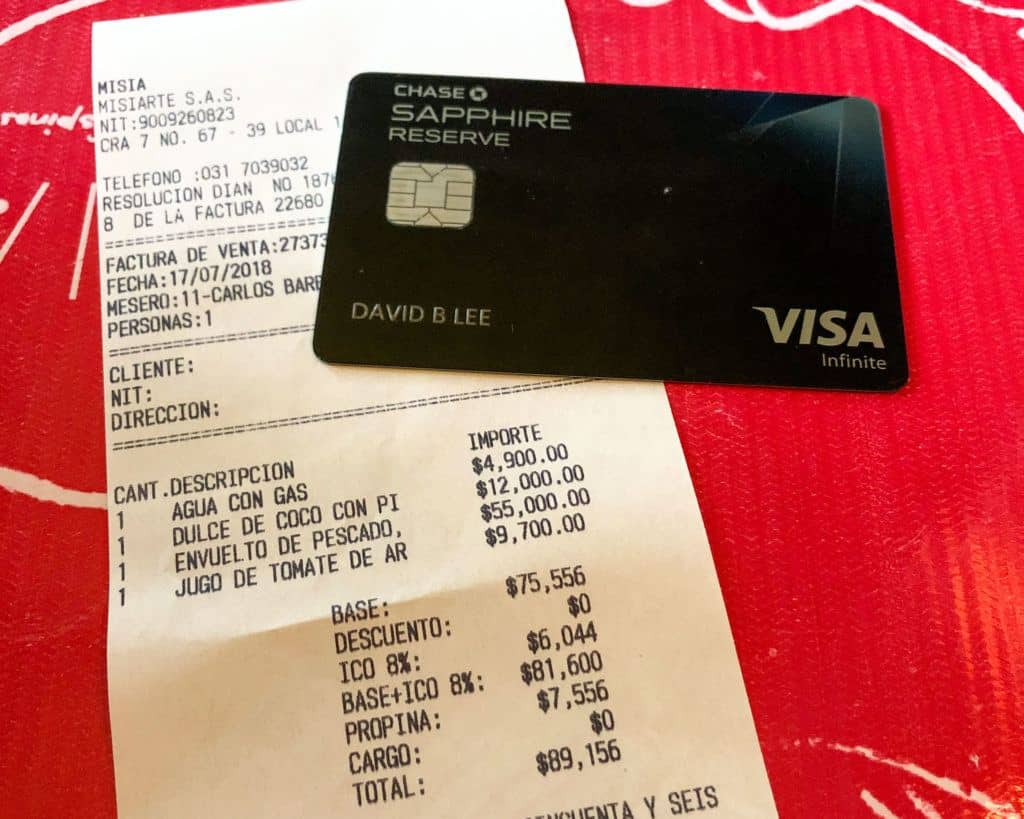 MISIA
MISIARTE S.A.S.
NIT:9009260823
CRA 7 NO. 67 - 39 LOCAL
TELEFONO :031 7039032
RESOLUCION DIAN NO
8 DE LA FACTURA 22680
FACTURA DE VENTA:27373
FECHA:17/07/2018
MESERO:11-CARLOS
PERSONAS:1
CLIENTE:
NIT:
DIRECCION:
CANT.DESCRIPCION IMPORTE
1 AGUA CON GAS $4,900.00
1 DULCE DE COCO CON PI $12,000.00
1 ENVUELTO DE PESCADO, $55,000.00
1 JUGO DE TOMATE DE AR $9,700.00
BASE: $75,556
DESCUENTO: $0
ICO 8%: $6,044
BASE+ICO 8%: $81,600
PROPINA: $7,556
CARGO: $0
TOTAL: $89,156
Y SEIS
CHASE
SAPPHIRE
RESERVE
DAVID B LEE
VISA
Infinite